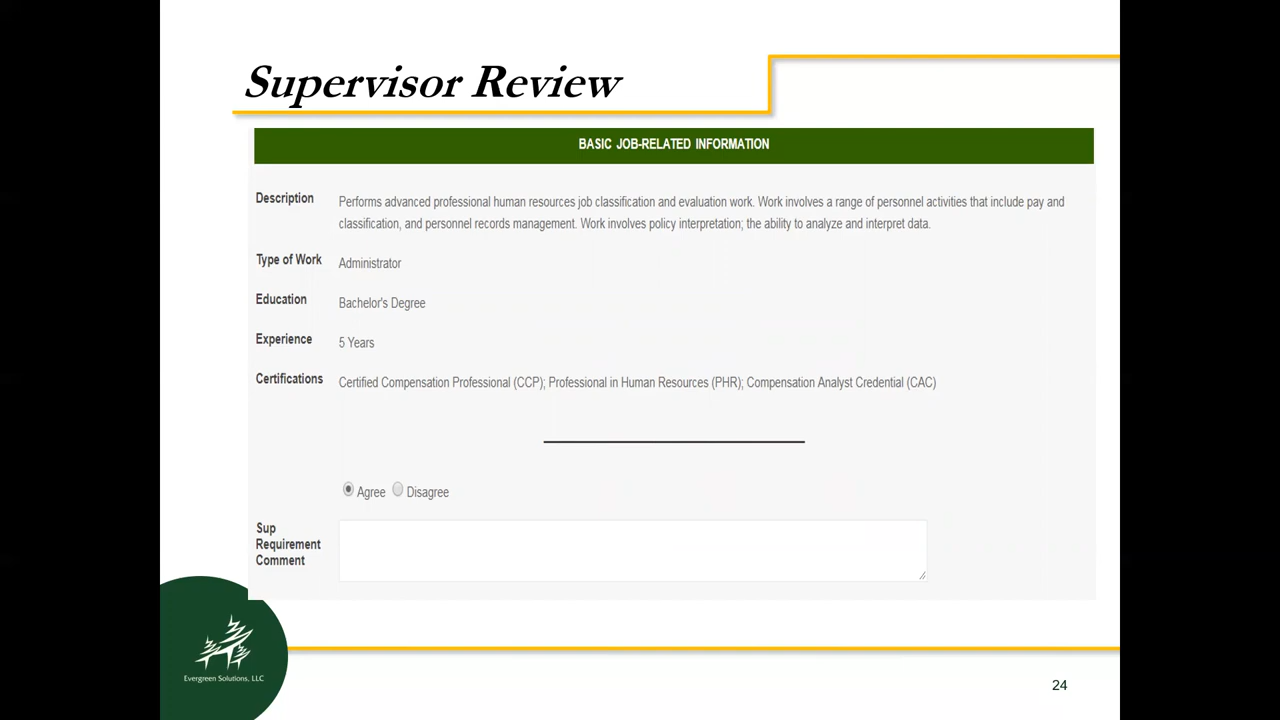 Supervisor Review
BASIC JOB-RELATED INFORMATION
Description Performs advanced professional human resources job classification and evaluation work. Work involves a range of personnel activities that include pay and
classification, and personnel records management. Work involves policy interpretation; the ability to analyze and interpret data.
Type of Work Administrator
Education Bachelor's Degree
Experience 5 Years
Certifications Certified Compensation Professional (CCP); Professional in Human Resources (PHR); Compensation Analyst Credential (CAC)
Agree Disagree
Sup
Requirement
Comment
Evergreen Solutions, LLC
24